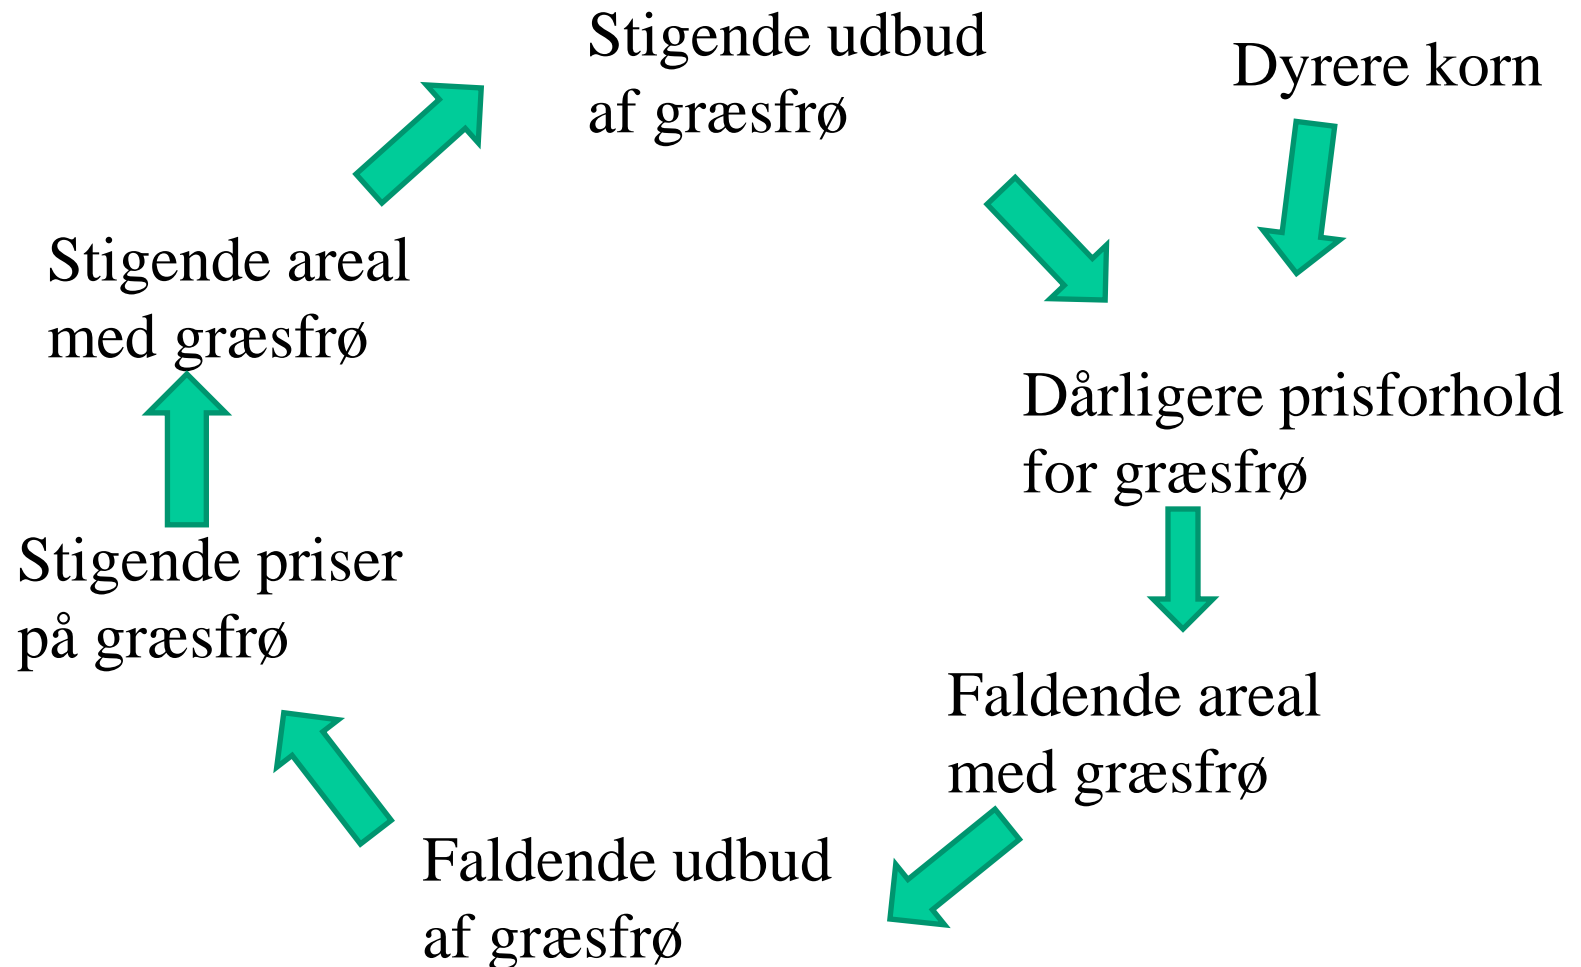 Stigende udbud
af græsfrø
Dyrere korn
Stigende areal
med græsfrø
Dårligere prisforhold
for græsfrø
Stigende priser
på græsfrø
Faldende areal
med græsfrø
Faldende udbud
af græsfrø